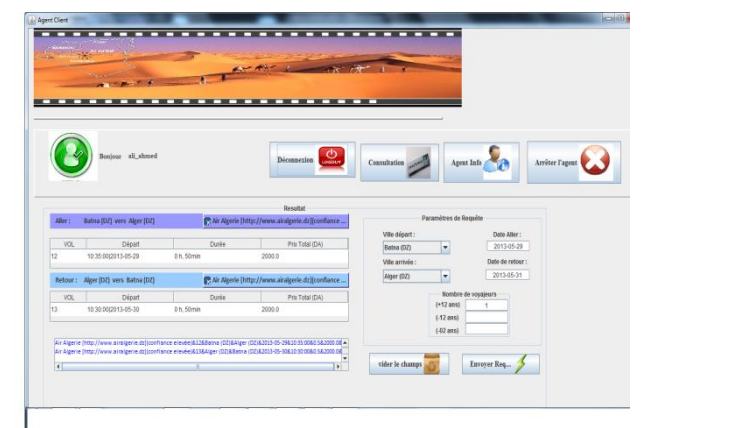 Agent Client
Bonjour ali_ahmed
Déconnexion
Consultation
Agent Info
Arrêter l'agent
Resultat
Aller : Batna (DZ) vers Alger (DZ) Air Algerie [http://www.airalgerie.dz](confiance ...
VOL Départ Durée Prix Total (DA)
12 10:35:00|2013-05-29 0 h, 50min 2000.0
Retour : Alger (DZ) vers Batna (DZ) Air Algerie [http://www.airalgerie.dz](confiance ...
VOL Départ Durée Prix Total (DA)
13 10:30:00|2013-05-30 0 h, 50min 2000.0
Air Algerie [http://www.airalgerie.dz](confiance elevée)&12&Batna (DZ)&Alger (DZ)&2013-05-29&10:35:00&0.5&2000.0&
Air Algerie [http://www.airalgerie.dz](confiance elevée)&13&Alger (DZ)&Batna (DZ)&2013-05-30&10:30:00&0.5&2000.0&
Paramètres de Requête
Ville départ : Date Aller :
Batna (DZ) 2013-05-29
Ville arrivée : Date de retour :
Alger (DZ) 2013-05-31
Nombre de voyajeurs
(+12 ans) 1
(-12 ans)
(-02 ans)
vider le champs
Envoyer Req...